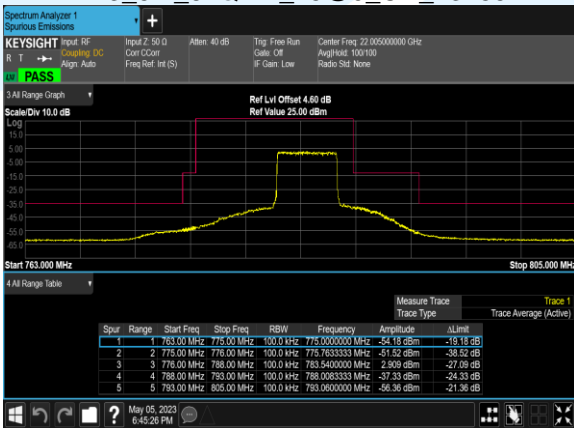 Spectrum Analyzer 1
Spurious Emissions
+
KEYSIGHT Input: RF Input Z: 50 Ω Atten: 40 dB Trig: Free Run Center Freq: 22.005000000 GHz
R T Coupling: DC Corr CCorr Gate: Off Avg|Hold: 100/100
Align: Auto Freq Ref: Int (S) IF Gain: Low Radio Std: None
PASS
3 All Range Graph
Ref Lvl Offset 4.60 dB
Scale/Div 10.0 dB Ref Value 25.00 dBm
Log
15.0
5.00
-5.00
-15.0
-25.0
-35.0
-45.0
-55.0
-65.0
Start 763.000 MHz Stop 805.000 MHz
4 All Range Table
Measure Trace Trace 1
Trace Type Trace Average (Active)
Spur Range Start Freq Stop Freq RBW Frequency Amplitude ΔLimit
1 1 763.00 MHz 775.00 MHz 100.0 kHz 775.0000000 MHz -54.18 dBm -19.18 dB
2 2 775.00 MHz 776.00 MHz 100.0 kHz 775.7633333 MHz -51.52 dBm -38.52 dB
3 3 776.00 MHz 788.00 MHz 100.0 kHz 783.5400000 MHz 2.909 dBm -27.09 dB
4 4 788.00 MHz 793.00 MHz 100.0 kHz 788.0083333 MHz -37.33 dBm -24.33 dB
5 5 793.00 MHz 805.00 MHz 100.0 kHz 793.0600000 MHz -56.36 dBm -21.36 dB
? May 05, 2023
6:45:26 PM